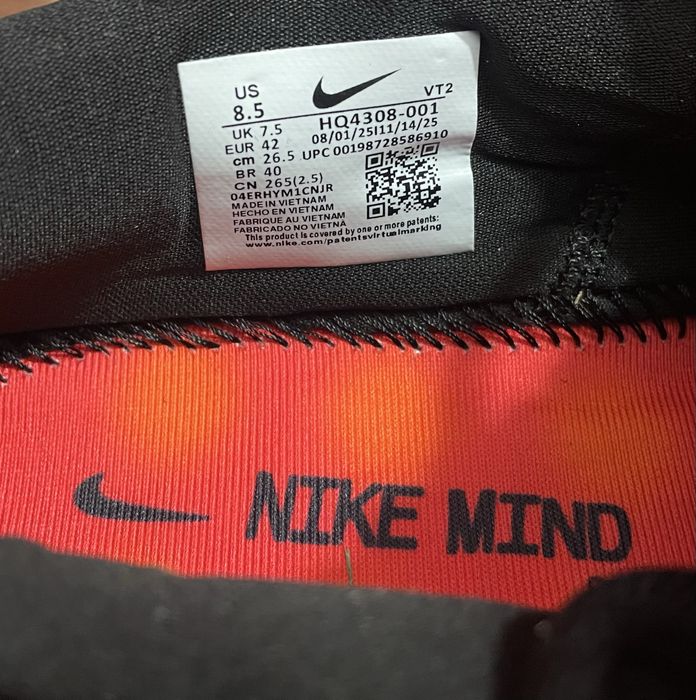 US
8.5
VT2
UK 7.5
HQ4308-001
EUR 42
08/01/25|11/14/25
cm 26.5
UPC 00198728586910
BR 40
CN 265(2.5)
04ERHYM1CNJR
MADE IN VIETNAM
HECHO EN VIETNAM
FABRIQUE AU VIETNAM
FABRICADO NO VIETNÃ
This product is covered by one or more patents:
www.nike.com/patentsvirtualmarking
NIKE MIND